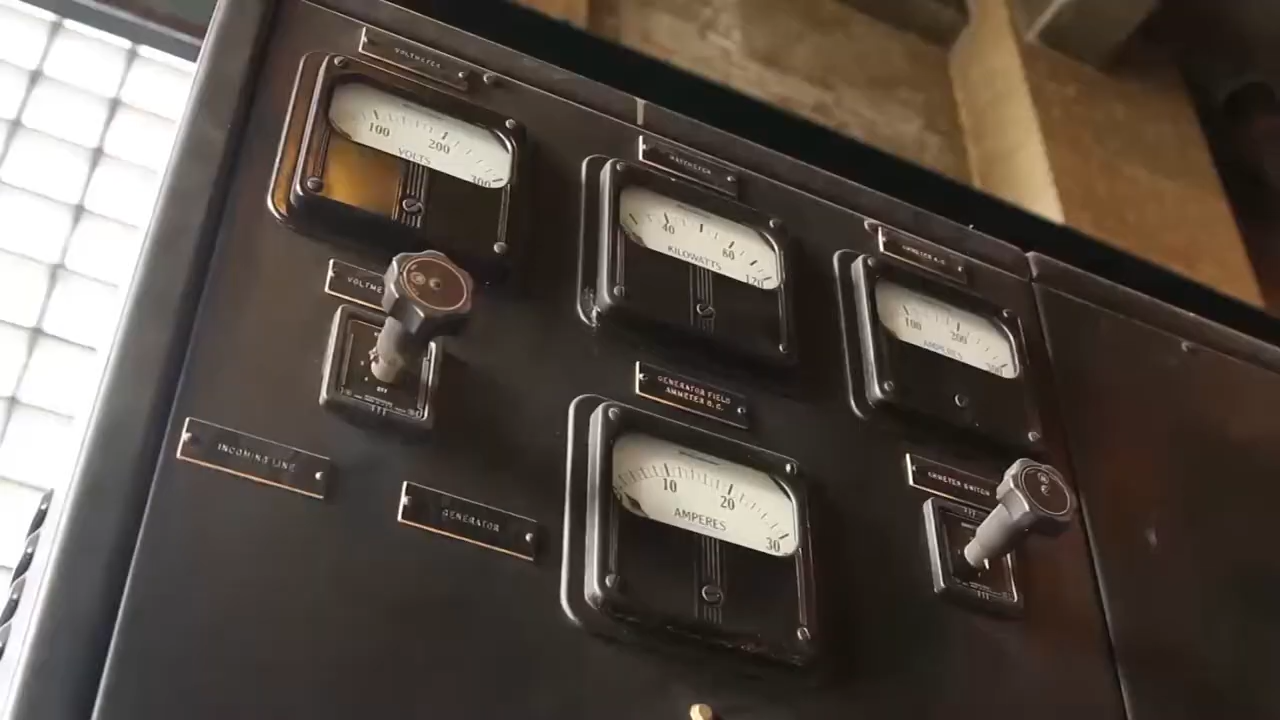 VOLTMETER
100
200
300
VOLTS
WATTMETER
40
80
120
KILOWATTS
AMMETER A.C.
100
200
300
AMPERES
VOLTME
OFF
GENERATOR FIELD
AMMETER D.C.
10
20
30
AMPERES
AMMETER SWITCH
INCOMING LINE
GENERATOR